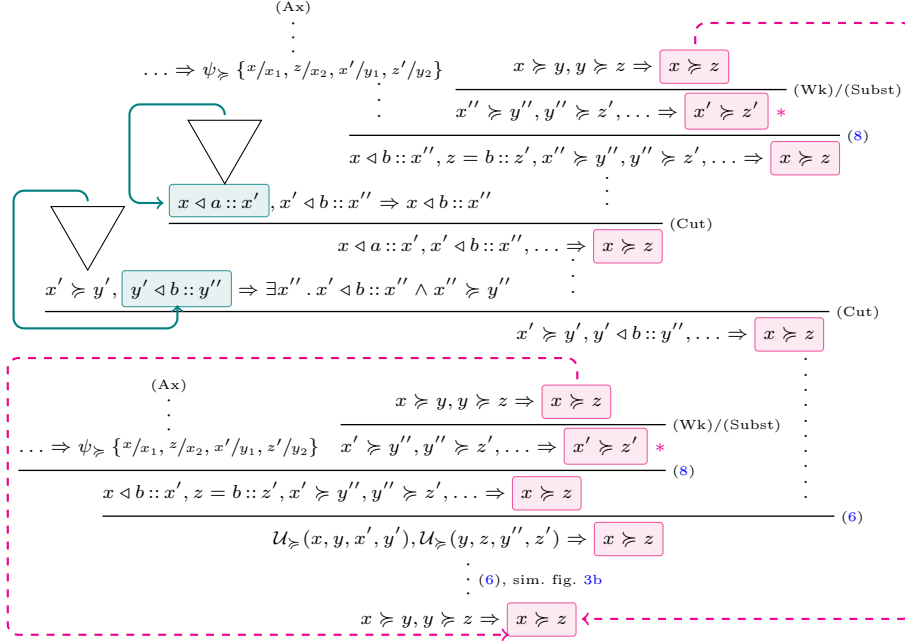 (Ax)
… ⇒ ψ≽ {x/x₁, z/x₂, x′/y₁, z′/y₂}
x ≽ y, y ≽ z ⇒ x ≽ z
(Wk)/(Subst)
x′′ ≽ y′′, y′′ ≽ z′, … ⇒ x′ ≽ z′ *
(8)
x ◃ b :: x′′, z = b :: z′, x′′ ≽ y′′, y′′ ≽ z′, … ⇒ x ≽ z
x ◃ a :: x′, x′ ◃ b :: x′′ ⇒ x ◃ b :: x′′
(Cut)
x ◃ a :: x′, x′ ◃ b :: x′′, … ⇒ x ≽ z
x′ ≽ y′, y′ ◃ b :: y′′ ⇒ ∃x′′ . x′ ◃ b :: x′′ ∧ x′′ ≽ y′′
(Cut)
x′ ≽ y′, y′ ◃ b :: y′′, … ⇒ x ≽ z
(Ax)
x ≽ y, y ≽ z ⇒ x ≽ z
(Wk)/(Subst)
… ⇒ ψ≽ {x/x₁, z/x₂, x′/y₁, z′/y₂}
x′ ≽ y′′, y′′ ≽ z′, … ⇒ x′ ≽ z′ *
(8)
x ◃ b :: x′, z = b :: z′, x′ ≽ y′′, y′′ ≽ z′, … ⇒ x ≽ z
(6)
𝒰≽(x, y, x′, y′), 𝒰≽(y, z, y′′, z′) ⇒ x ≽ z
(6), sim. fig. 3b
x ≽ y, y ≽ z ⇒ x ≽ z